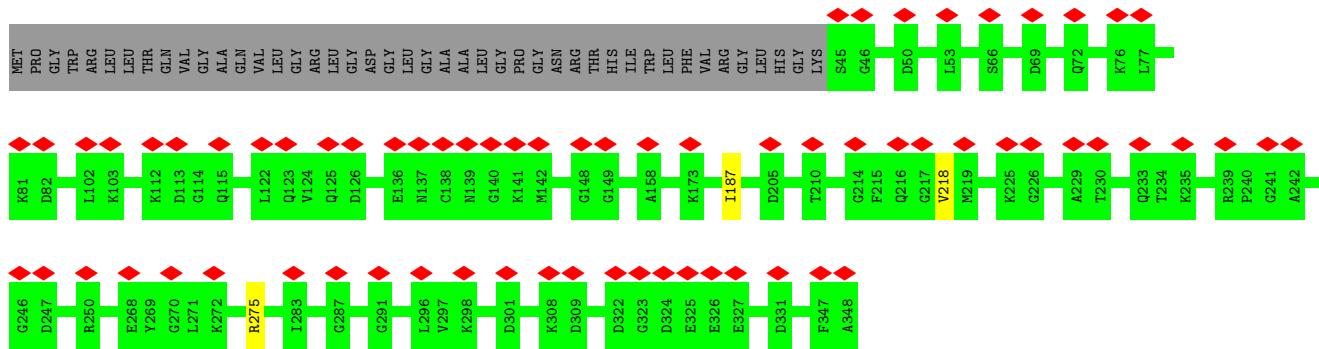 MET PRO GLY TRP ARG LEU LEU THR GLN VAL GLY ALA GLN VAL LEU GLY ARG LEU GLY ASP GLY LEU GLY ALA ALA LEU GLY PRO GLY ASN ARG THR HIS ILE TRP LEU PHE VAL ARG GLY LEU HIS GLY LYS S45 G46 D50 L53 S66 D69 Q72 K76 L77
K81 D82 L102 K103 K112 D113 G114 Q115 L122 Q123 V124 Q125 D126 E136 N137 C138 N139 G140 K141 M142 G148 G149 A158 K173 I187 D205 T210 G214 F215 Q216 G217 V218 M219 K225 G226 A229 T230 Q233 T234 K235 R239 P240 G241 A242
G246 D247 R250 E268 Y269 G270 L271 K272 R275 I283 G287 G291 L296 V297 K298 D301 K308 D309 D322 G323 D324 E325 E326 E327 D331 F347 A348